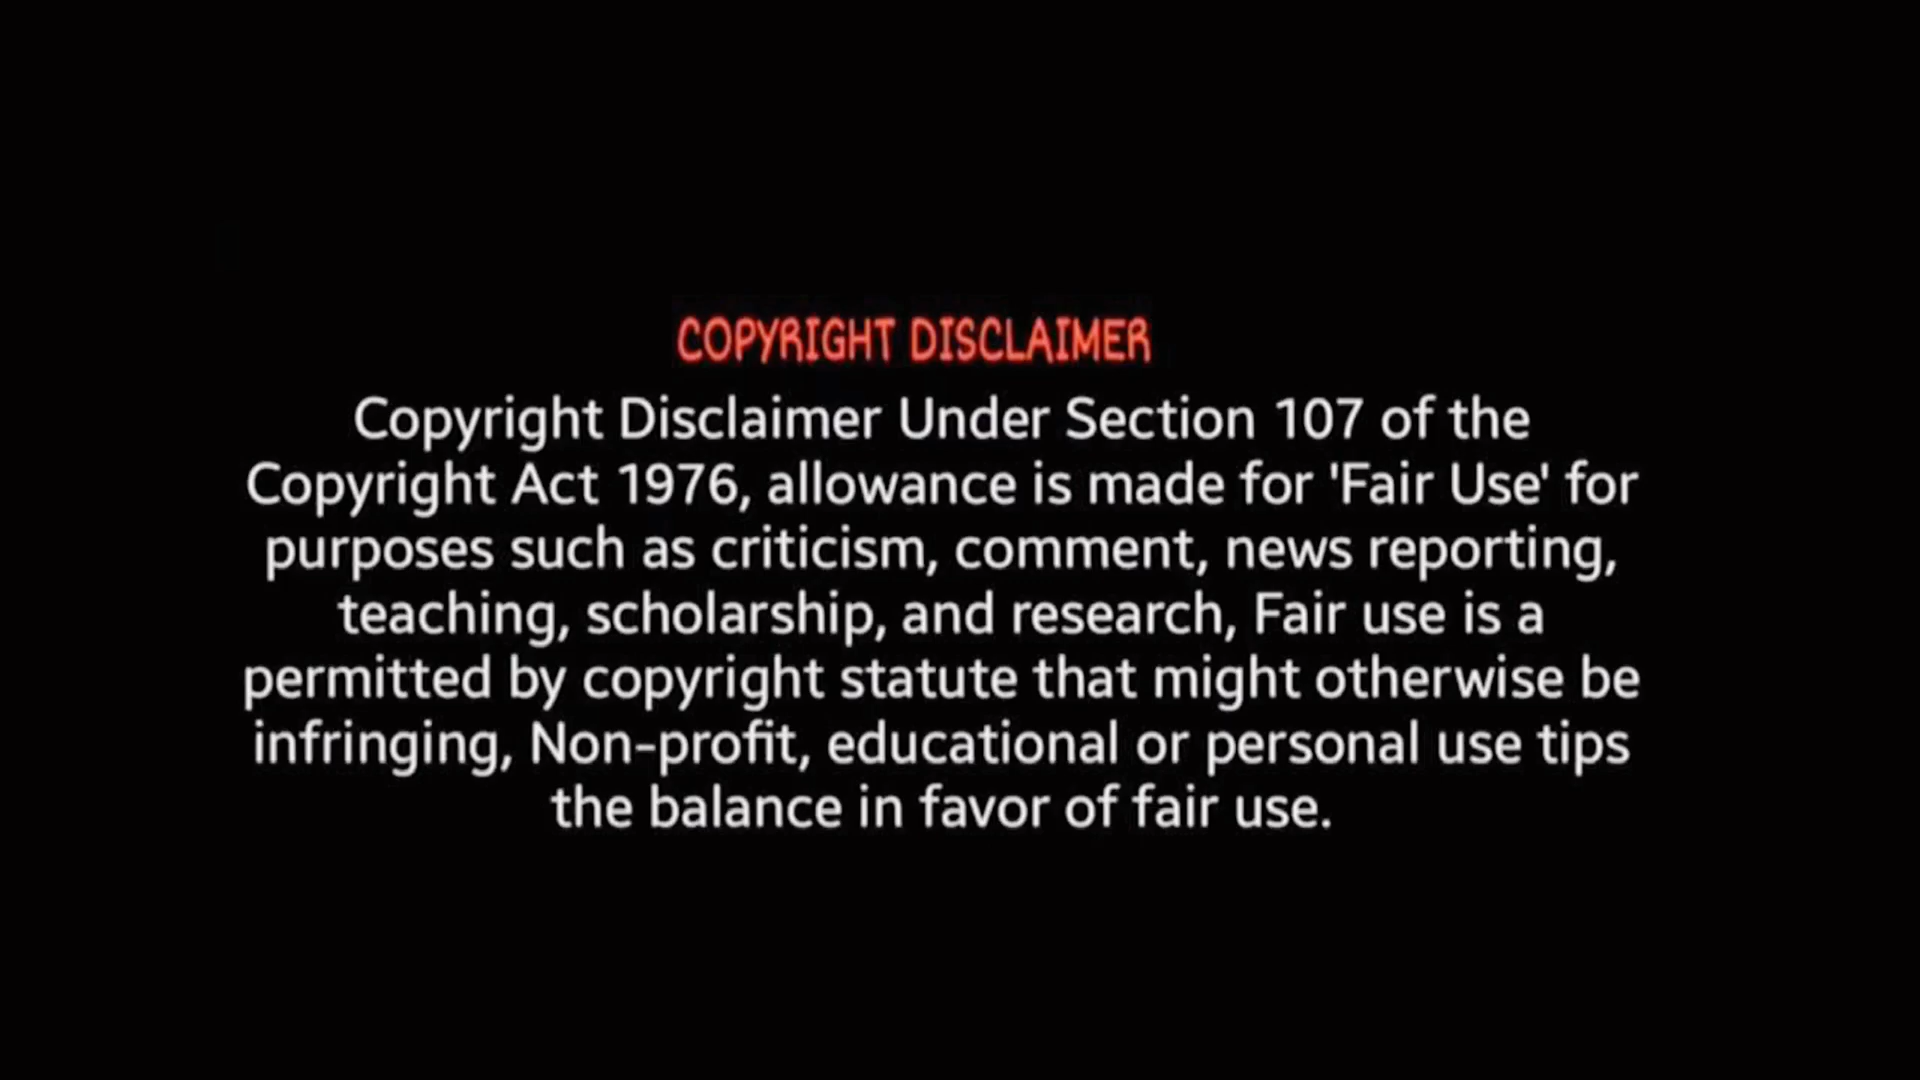 COPYRIGHT DISCLAIMER
Copyright Disclaimer Under Section 107 of the
Copyright Act 1976, allowance is made for 'Fair Use' for
purposes such as criticism, comment, news reporting,
teaching, scholarship, and research, Fair use is a
permitted by copyright statute that might otherwise be
infringing, Non-profit, educational or personal use tips
the balance in favor of fair use.